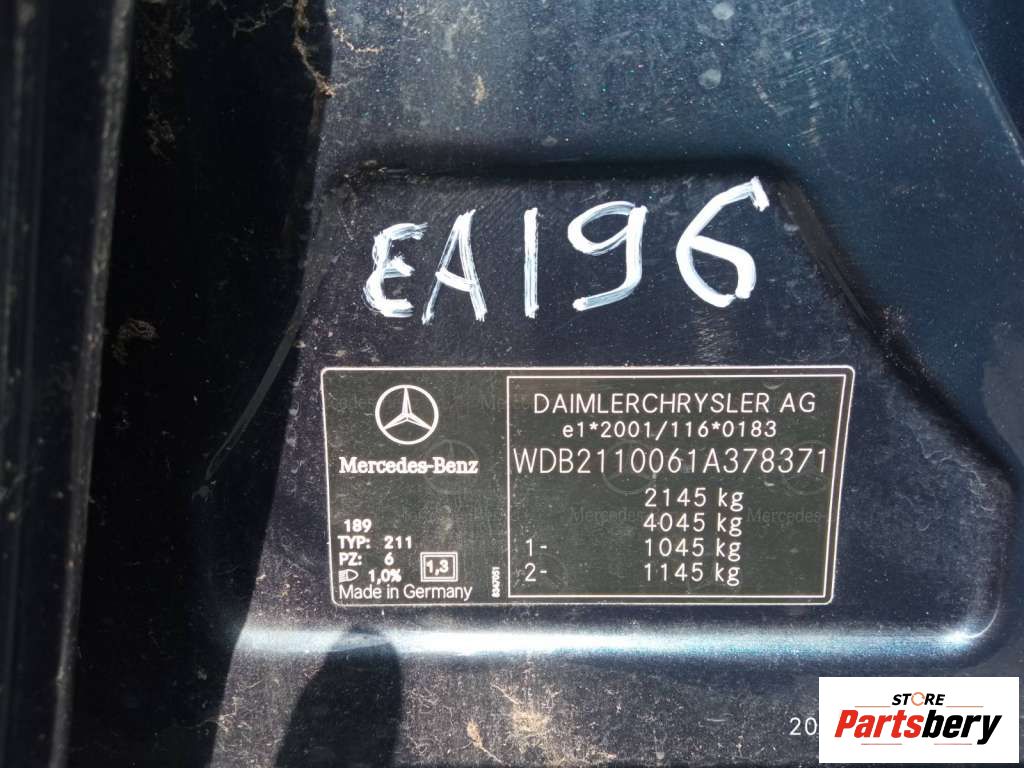 EA196
Mercedes-Benz
189
TYP: 211
PZ: 6
1,0%
1,3
Made in Germany
DAIMLERCHRYSLER AG
e1*2001/116*0183
WDB2110061A378371
2145 kg
4045 kg
1- 1045 kg
2- 1145 kg
20
STORE
Partsbery